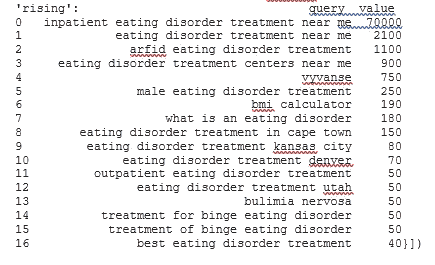 'rising': query value
0 inpatient eating disorder treatment near me 70000
1 eating disorder treatment near me 2100
2 arfid eating disorder treatment 1100
3 eating disorder treatment centers near me 900
4 vyvanse 750
5 male eating disorder treatment 250
6 bmi calculator 190
7 what is an eating disorder 180
8 eating disorder treatment in cape town 150
9 eating disorder treatment kansas city 80
10 eating disorder treatment denver 70
11 outpatient eating disorder treatment 50
12 eating disorder treatment utah 50
13 bulimia nervosa 50
14 treatment for binge eating disorder 50
15 treatment of binge eating disorder 50
16 best eating disorder treatment 40}])